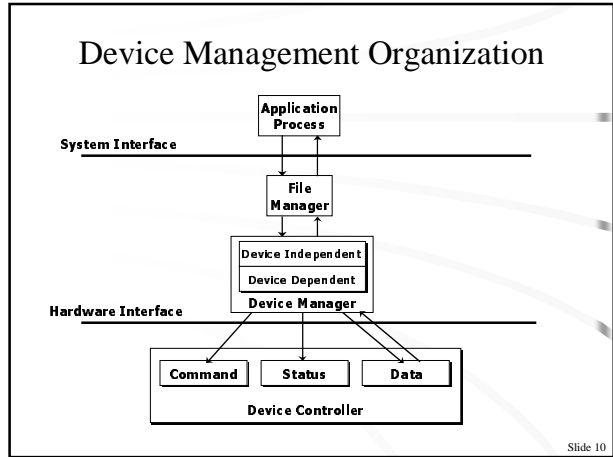 Device Management Organization
Application
Process
System Interface
File
Manager
Device Independent
Device Dependent
Device Manager
Hardware Interface
Command
Status
Data
Device Controller
Slide 10